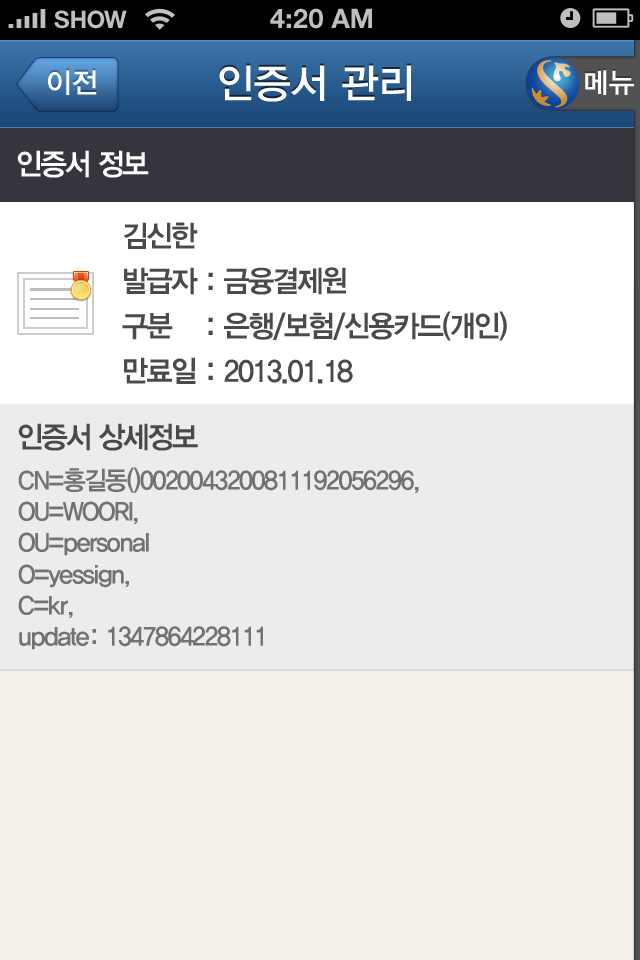 SHOW 4:20 AM
이전 인증서 관리 메뉴
인증서 정보
김신한
발급자 : 금융결제원
구분 : 은행/보험/신용카드(개인)
만료일 : 2013.01.18
인증서 상세정보
CN=홍길동()0020043200811192056296,
OU=WOORI,
OU=personal
O=yessign,
C=kr,
update: 1347864228111